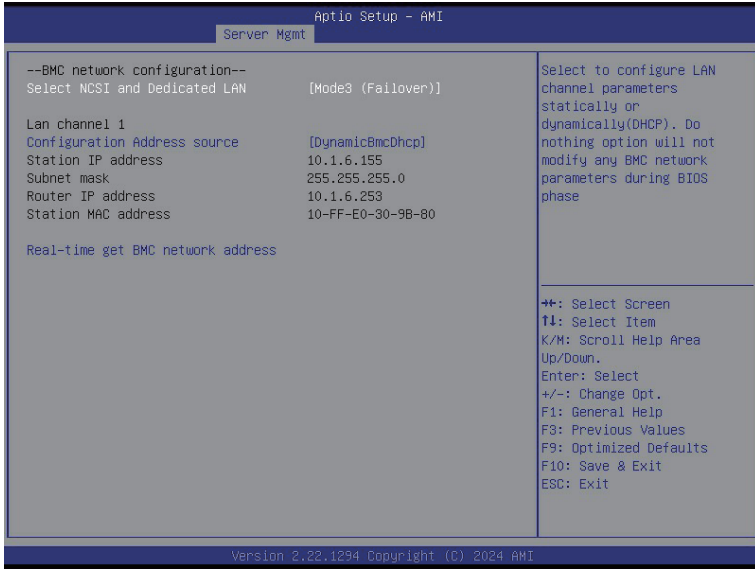 Aptio Setup - AMI
Server Mgmt
--BMC network configuration--
Select NCSI and Dedicated LAN [Mode3 (Failover)]
Lan channel 1
Configuration Address source [DynamicBmcDhcp]
Station IP address 10.1.6.155
Subnet mask 255.255.255.0
Router IP address 10.1.6.253
Station MAC address 10-FF-E0-30-9B-80
Real-time get BMC network address
Select to configure LAN
channel parameters
statically or
dynamically(DHCP). Do
nothing option will not
modify any BMC network
parameters during BIOS
phase
→←: Select Screen
↑↓: Select Item
K/M: Scroll Help Area
Up/Down.
Enter: Select
+/-: Change Opt.
F1: General Help
F3: Previous Values
F9: Optimized Defaults
F10: Save & Exit
ESC: Exit
Version 2.22.1294 Copyright (C) 2024 AMI